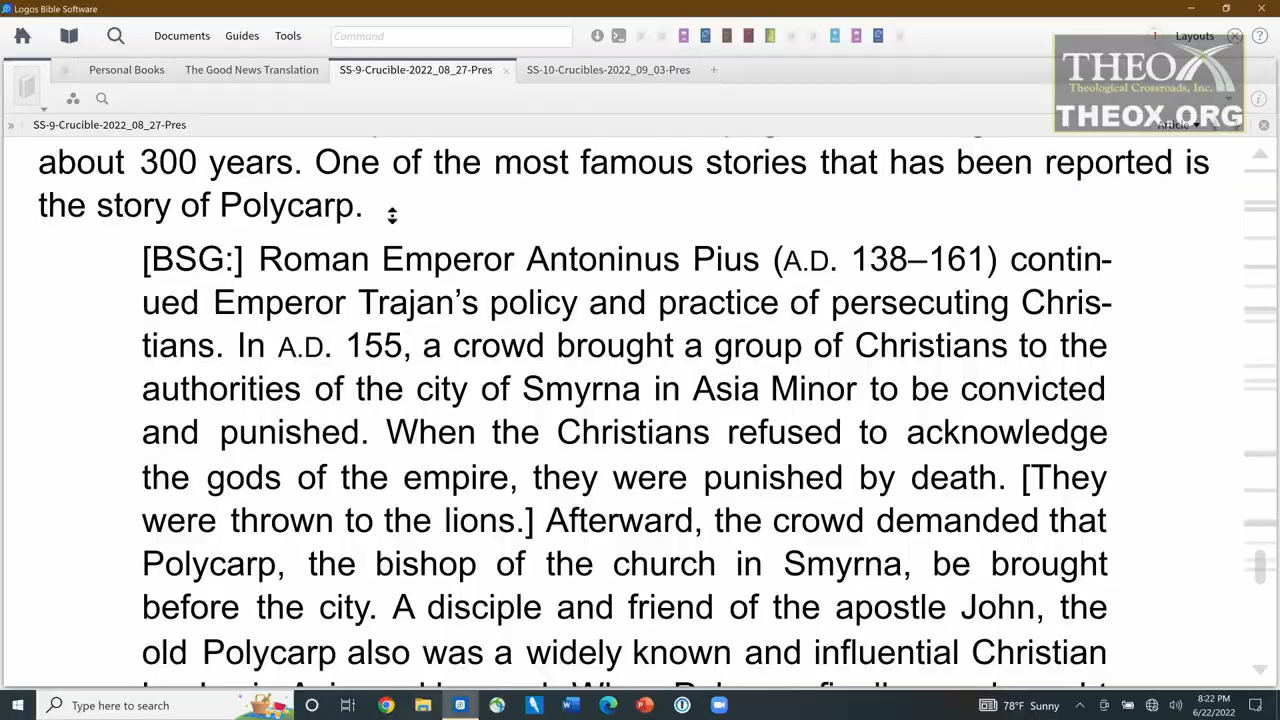 Logos Bible Software
Documents Guides Tools Command Layouts
Personal Books The Good News Translation SS-9-Crucible-2022_08_27-Pres SS-10-Crucibles-2022_09_03-Pres
THEOX
Theological Crossroads, Inc.
THEOX.ORG
SS-9-Crucible-2022_08_27-Pres Article
about 300 years. One of the most famous stories that has been reported is
the story of Polycarp.
[BSG:] Roman Emperor Antoninus Pius (A.D. 138–161) contin-
ued Emperor Trajan's policy and practice of persecuting Chris-
tians. In A.D. 155, a crowd brought a group of Christians to the
authorities of the city of Smyrna in Asia Minor to be convicted
and punished. When the Christians refused to acknowledge
the gods of the empire, they were punished by death. [They
were thrown to the lions.] Afterward, the crowd demanded that
Polycarp, the bishop of the church in Smyrna, be brought
before the city. A disciple and friend of the apostle John, the
old Polycarp also was a widely known and influential Christian
Type here to search
78°F Sunny
8:22 PM
6/22/2022